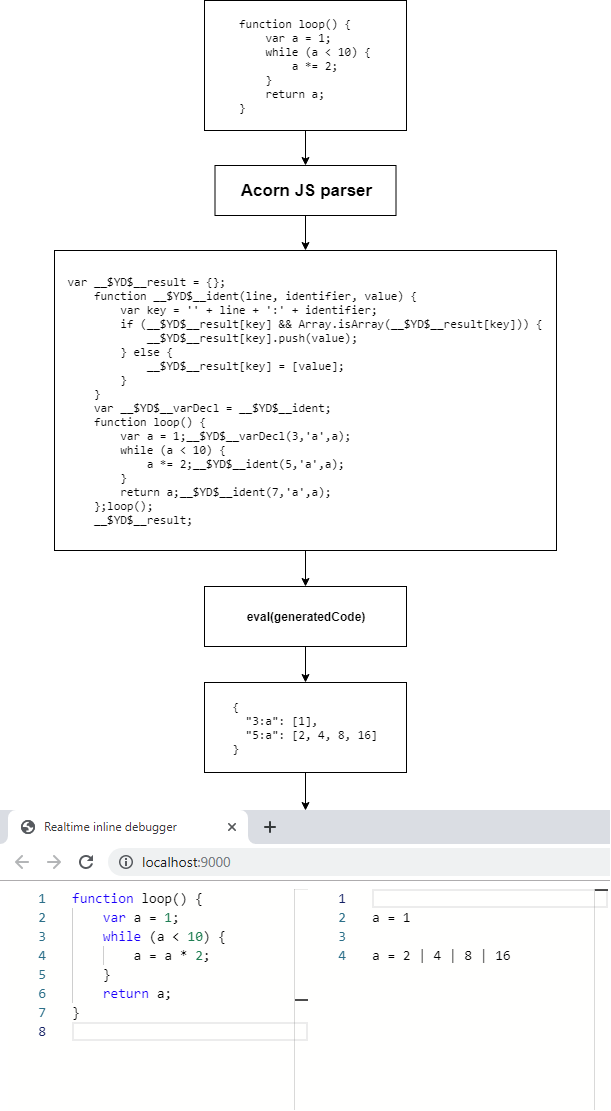 function loop() {
    var a = 1;
    while (a < 10) {
        a *= 2;
    }
    return a;
}
Acorn JS parser
var __$YD$__result = {};
    function __$YD$__ident(line, identifier, value) {
        var key = '' + line + ':' + identifier;
        if (__$YD$__result[key] && Array.isArray(__$YD$__result[key])) {
            __$YD$__result[key].push(value);
        } else {
            __$YD$__result[key] = [value];
        }
    }
    var __$YD$__varDecl = __$YD$__ident;
    function loop() {
        var a = 1;__$YD$__varDecl(3,'a',a);
        while (a < 10) {
            a *= 2;__$YD$__ident(5,'a',a);
        }
        return a;__$YD$__ident(7,'a',a);
    };loop();
    __$YD$__result;
eval(generatedCode)
{
  "3:a": [1],
  "5:a": [2, 4, 8, 16]
}
Realtime inline debugger
localhost:9000
1 function loop() {
2     var a = 1;
3     while (a < 10) {
4         a = a * 2;
5     }
6     return a;
7 }
8
1
2 a = 1
3
4 a = 2 | 4 | 8 | 16